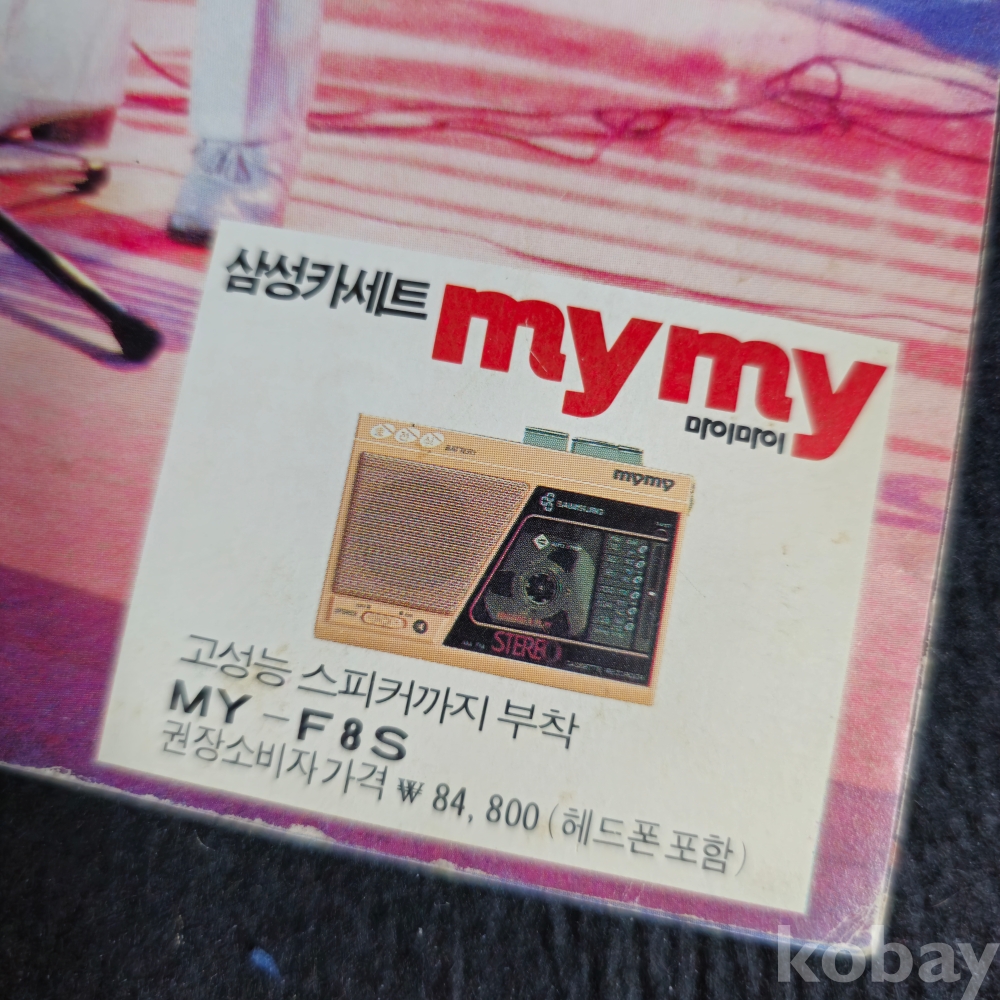 삼성카세트 mymy
마이마이
BATTERY
mymy
SAMSUNG
STEREO
고성능 스피커까지 부착
MY-F8S
권장소비자가격 ₩84,800(헤드폰 포함)
kobay